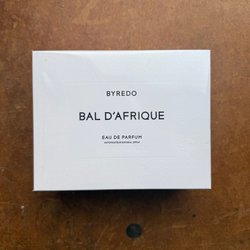 BYREDO
BAL D'AFRIQUE
EAU DE PARFUM